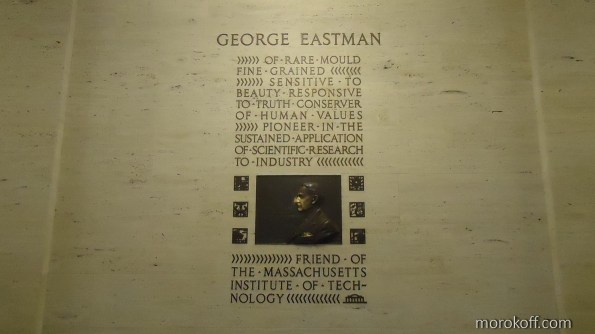 GEORGE EASTMAN
⟩⟩⟩⟩⟩ OF·RARE·MOULD
FINE·GRAINED ⟨⟨⟨⟨⟨⟨⟨
⟩⟩⟩⟩⟩⟩ SENSITIVE·TO
BEAUTY·RESPONSIVE
TO·TRUTH·CONSERVER
OF·HUMAN·VALUES
⟩⟩⟩⟩⟩ PIONEER·IN·THE
SUSTAINED·APPLICATION
OF·SCIENTIFIC·RESEARCH
TO·INDUSTRY ⟨⟨⟨⟨⟨⟨⟨⟨⟨⟨⟨
⟩⟩⟩⟩⟩⟩⟩⟩⟩⟩⟩⟩⟩ FRIEND·OF
THE·MASSACHUSETTS
INSTITUTE·OF·TECH-
NOLOGY ⟨⟨⟨⟨⟨⟨⟨⟨⟨⟨⟨
morokoff.com